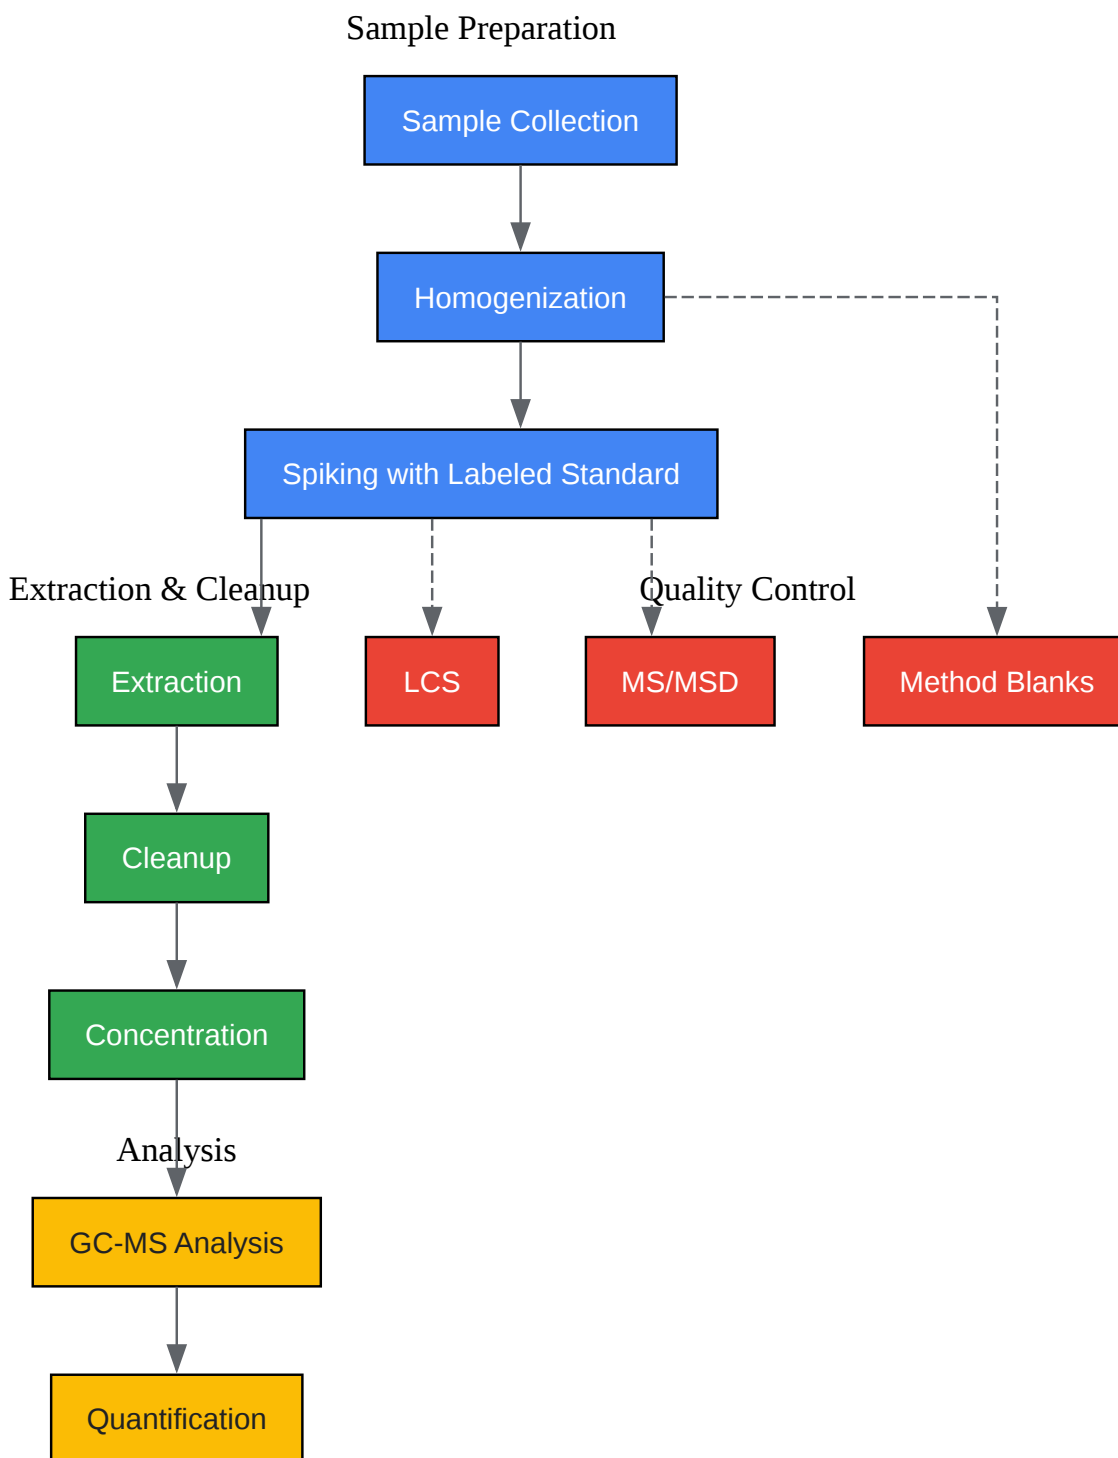 Sample Preparation
Sample Collection
Homogenization
Spiking with Labeled Standard
Extraction & Cleanup
Quality Control
Extraction
LCS
MS/MSD
Method Blanks
Cleanup
Concentration
Analysis
GC-MS Analysis
Quantification